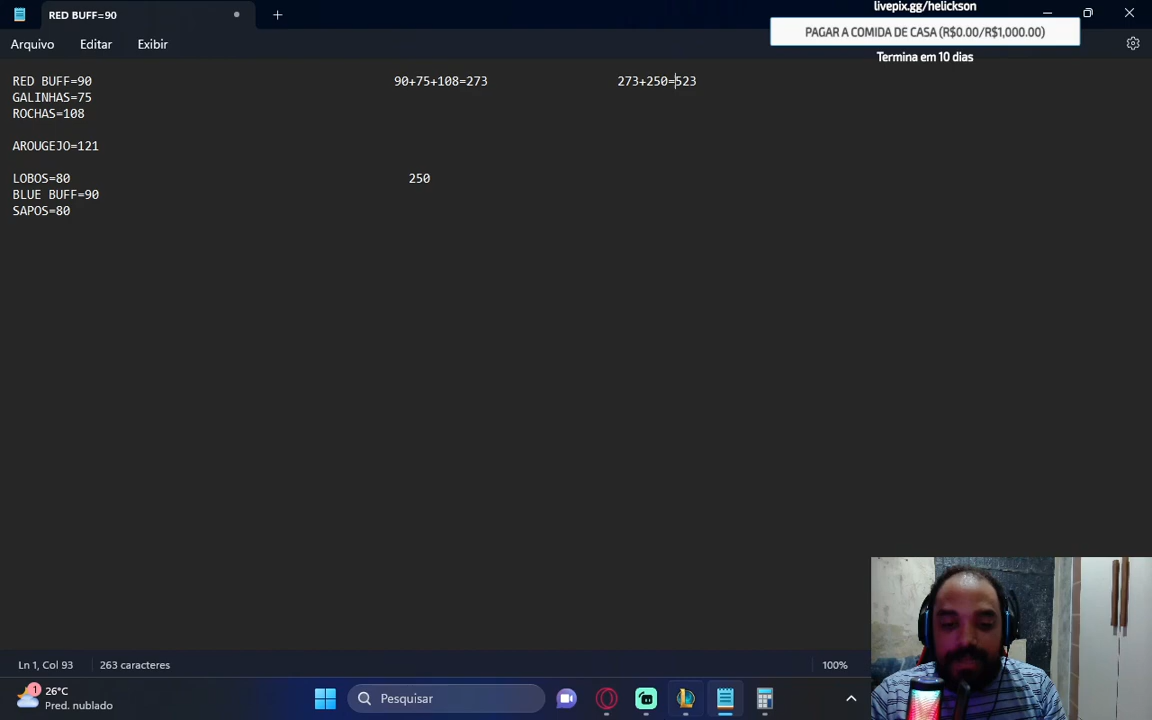 livepix.gg/helickson
PAGAR A COMIDA DE CASA (R$0.00/R$1,000.00)
Termina em 10 dias
RED BUFF=90
Arquivo Editar Exibir
RED BUFF=90 90+75+108=273 273+250=523
GALINHAS=75
ROCHAS=108
AROUGEJO=121
LOBOS=80 250
BLUE BUFF=90
SAPOS=80
Ln 1, Col 93 263 caracteres 100%
1 26°C
Pred. nublado
Pesquisar